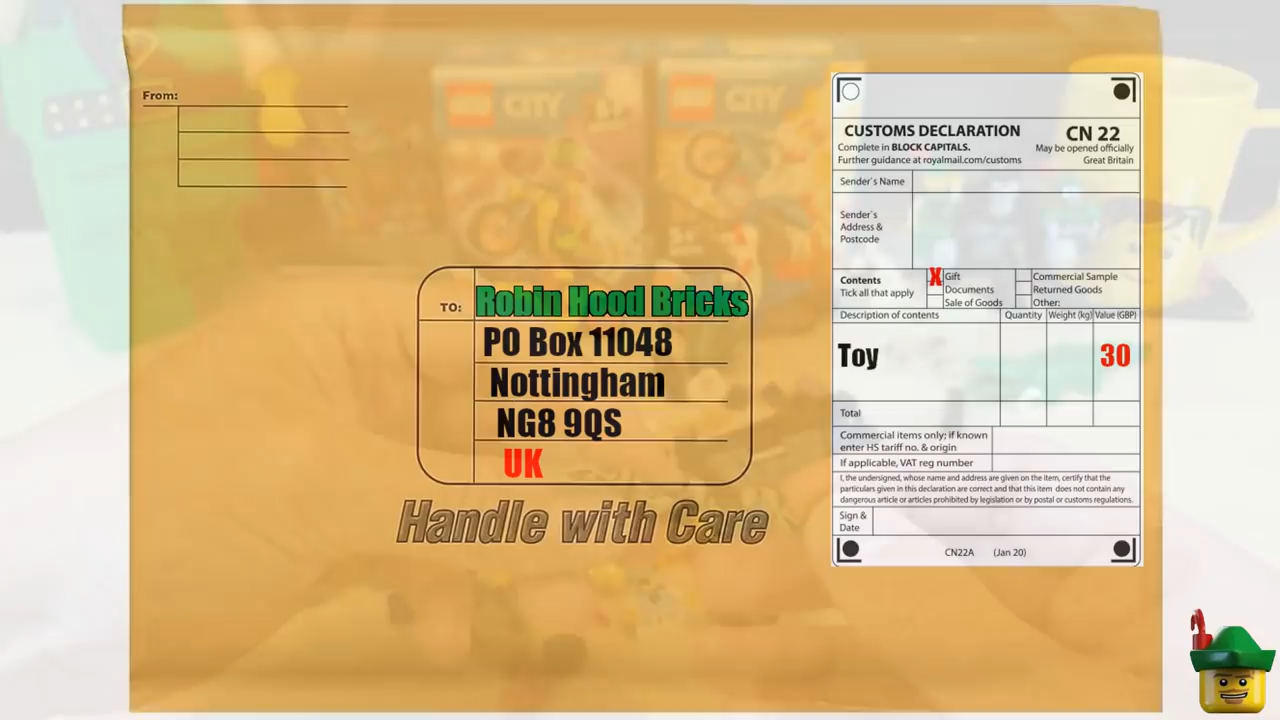 From:
TO: Robin Hood Bricks
PO Box 11048
Nottingham
NG8 9QS
UK
Handle with Care
LEGO CITY
LEGO CITY
CUSTOMS DECLARATION
CN 22
Complete in BLOCK CAPITALS.
May be opened officially
Further guidance at royalmail.com/customs
Great Britain
Sender`s Name
Sender`s
Address &
Postcode
Contents
Tick all that apply
X Gift
Documents
Sale of Goods
Commercial Sample
Returned Goods
Other:
Description of contents Quantity Weight (kg) Value (GBP)
Toy 30
Total
Commercial items only; if known
enter HS tariff no. & origin
If applicable, VAT reg number
I, the undersigned, whose name and address are given on the item, certify that the
particulars given in this declaration are correct and that this item does not contain any
dangerous article or articles prohibited by legislation or by postal or customs regulations.
Sign &
Date
CN22A (Jan 20)